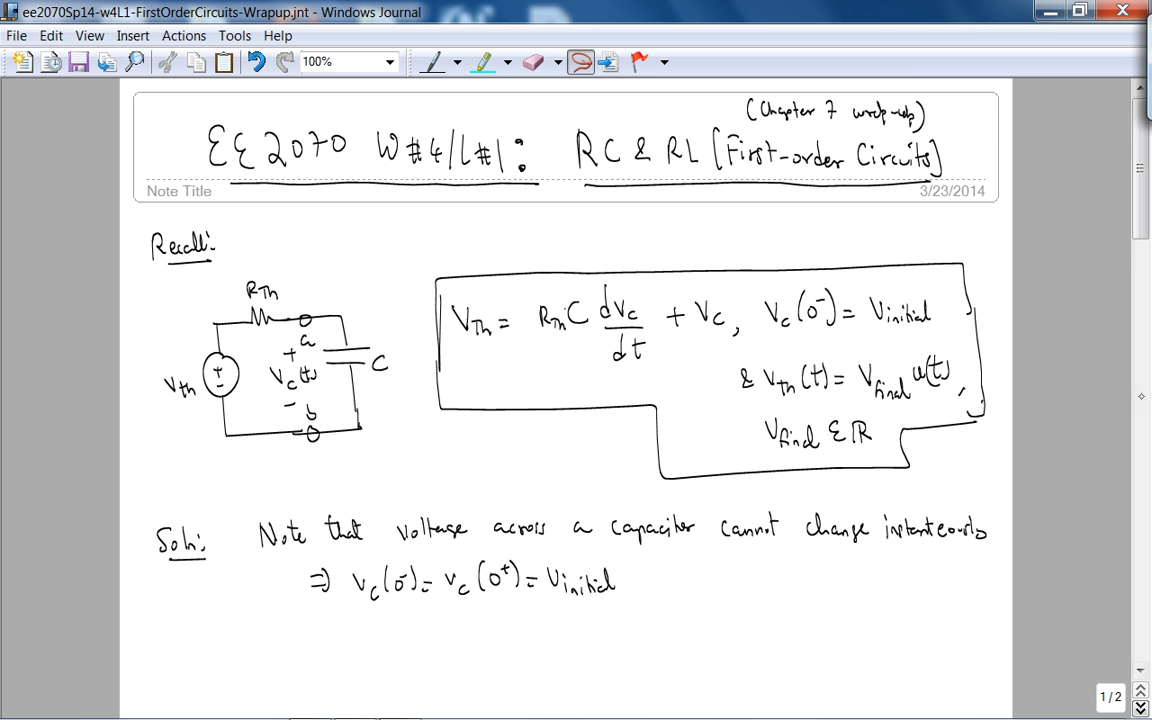 ee2070Sp14-w4L1-FirstOrderCircuits-Wrapup.jnt - Windows Journal
File Edit View Insert Actions Tools Help
100%
(Chapter 7 wrap-up)
EE 2070 W#4/L#1: RC & RL [First-order Circuits]
Note Title
3/23/2014
Recall:
RTh
a
+
Vth
+
-
Vc(t)
C
-
b
VTh = RTh C dVc/dt + Vc, Vc(0⁻) = Vinitial
& Vth(t) = Vfinal u(t),
Vfinal ∈ ℝ
Soln: Note that voltage across a capacitor cannot change instanteously
⇒ Vc(0⁻) = Vc(0⁺) = Vinitial
1 / 2